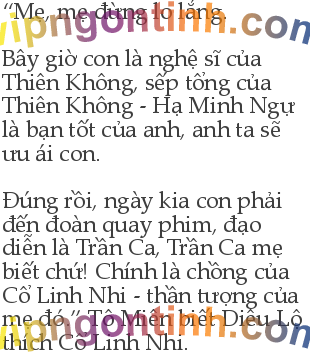 “Mẹ, mẹ đừng lo lắng.
vipngontinh.com
Bây giờ con là nghệ sĩ của
Thiên Không, sếp tổng của
Thiên Không - Hạ Minh Ngự
là bạn tốt của anh, anh ta sẽ
ưu ái con.
Đúng rồi, ngày kia con phải
đến đoàn quay phim, đạo
diễn là Trần Ca, Trần Ca mẹ
biết chứ! Chính là chồng của
Cổ Linh Nhi - thần tượng của
mẹ đó.” Tô Miên biết Diêu Lộ
vipngontinh.com
thích Cổ Linh Nhi.